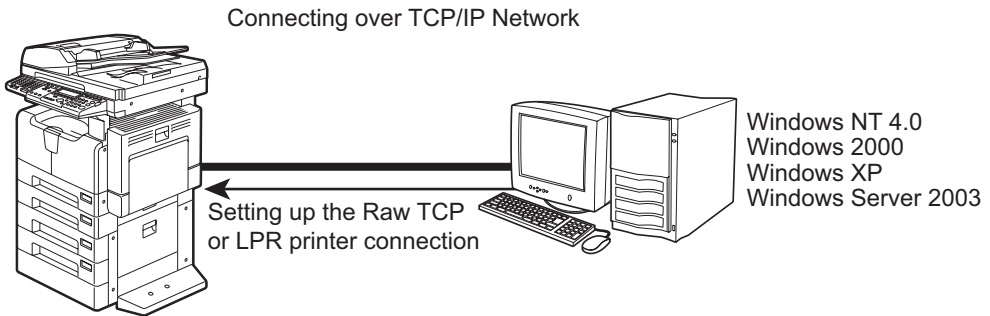 Connecting over TCP/IP Network
Windows NT 4.0
Windows 2000
Windows XP
Windows Server 2003
Setting up the Raw TCP
or LPR printer connection